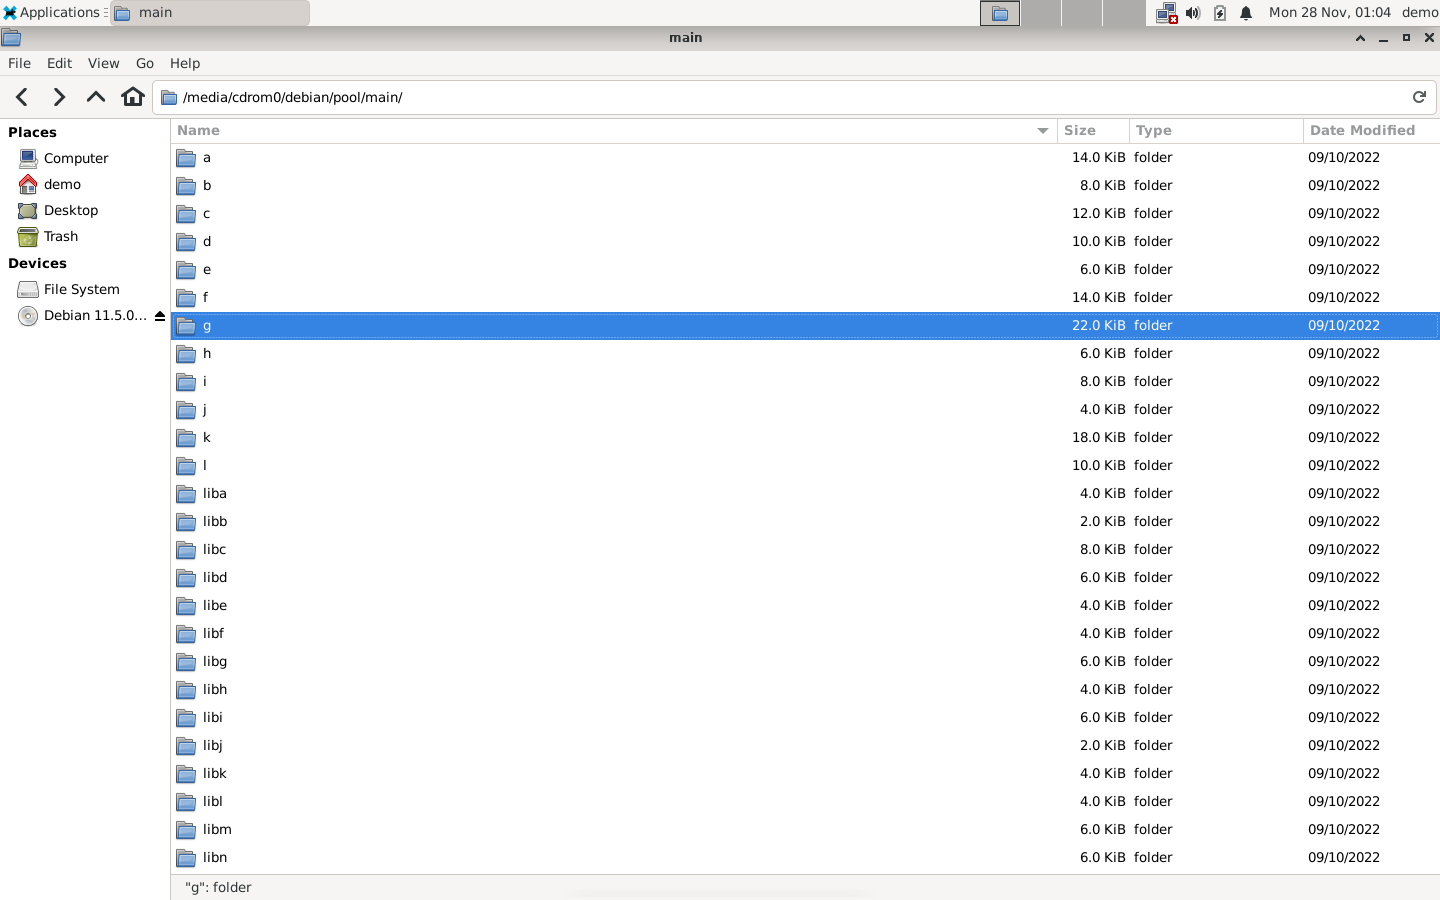 Applications main Mon 28 Nov, 01:04 demo
main
File Edit View Go Help
/media/cdrom0/debian/pool/main/
Places
Computer
demo
Desktop
Trash
Devices
File System
Debian 11.5.0...
Name Size Type Date Modified
a 14.0 KiB folder 09/10/2022
b 8.0 KiB folder 09/10/2022
c 12.0 KiB folder 09/10/2022
d 10.0 KiB folder 09/10/2022
e 6.0 KiB folder 09/10/2022
f 14.0 KiB folder 09/10/2022
g 22.0 KiB folder 09/10/2022
h 6.0 KiB folder 09/10/2022
i 8.0 KiB folder 09/10/2022
j 4.0 KiB folder 09/10/2022
k 18.0 KiB folder 09/10/2022
l 10.0 KiB folder 09/10/2022
liba 4.0 KiB folder 09/10/2022
libb 2.0 KiB folder 09/10/2022
libc 8.0 KiB folder 09/10/2022
libd 6.0 KiB folder 09/10/2022
libe 4.0 KiB folder 09/10/2022
libf 4.0 KiB folder 09/10/2022
libg 6.0 KiB folder 09/10/2022
libh 4.0 KiB folder 09/10/2022
libi 6.0 KiB folder 09/10/2022
libj 2.0 KiB folder 09/10/2022
libk 4.0 KiB folder 09/10/2022
libl 4.0 KiB folder 09/10/2022
libm 6.0 KiB folder 09/10/2022
libn 6.0 KiB folder 09/10/2022
"g": folder